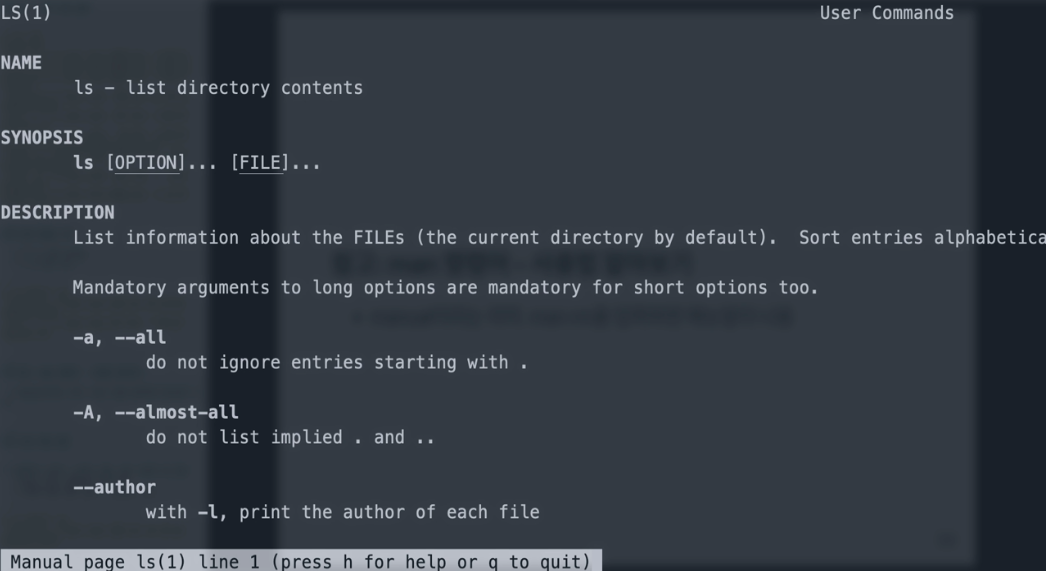 LS(1) User Commands
NAME
ls – list directory contents
SYNOPSIS
ls [OPTION]... [FILE]...
DESCRIPTION
List information about the FILEs (the current directory by default). Sort entries alphabetica
Mandatory arguments to long options are mandatory for short options too.
-a, --all
do not ignore entries starting with .
-A, --almost-all
do not list implied . and ..
--author
with -l, print the author of each file
Manual page ls(1) line 1 (press h for help or q to quit)